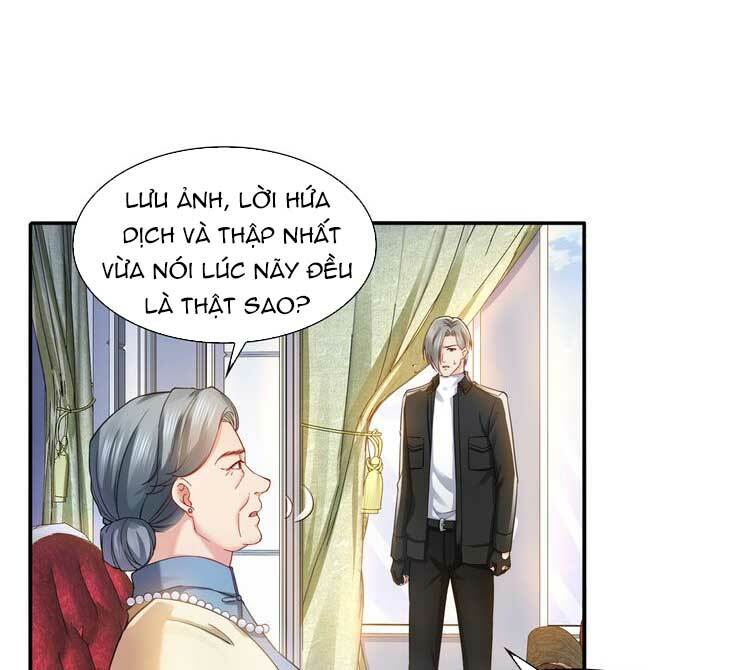 LƯU ẢNH, LỜI HỨA
DỊCH VÀ THẬP NHẤT
VỪA NÓI LÚC NÃY ĐỀU
LÀ THẬT SAO?